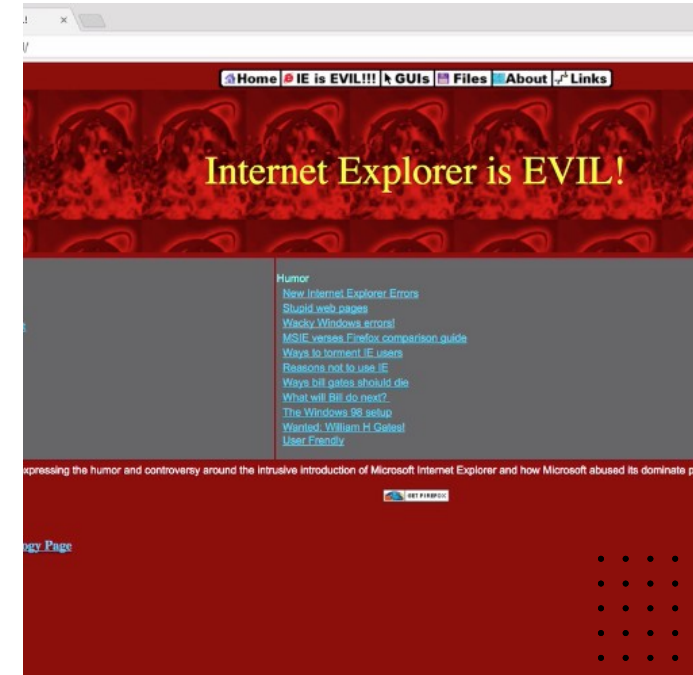 Home IE is EVIL!!! GUIs Files About Links
Internet Explorer is EVIL!
Humor
New Internet Explorer Errors
Stupid web pages
Wacky Windows errors!
MSIE verses Firefox comparison guide
Ways to torment IE users
Reasons not to use IE
Ways bill gates shoiuld die
What will Bill do next?
The Windows 98 setup
Wanted: William H Gates!
User Frendly
xpressing the humor and controversy around the intrusive introduction of Microsoft Internet Explorer and how Microsoft abused its dominate p
GET FIREFOX
ogy Page